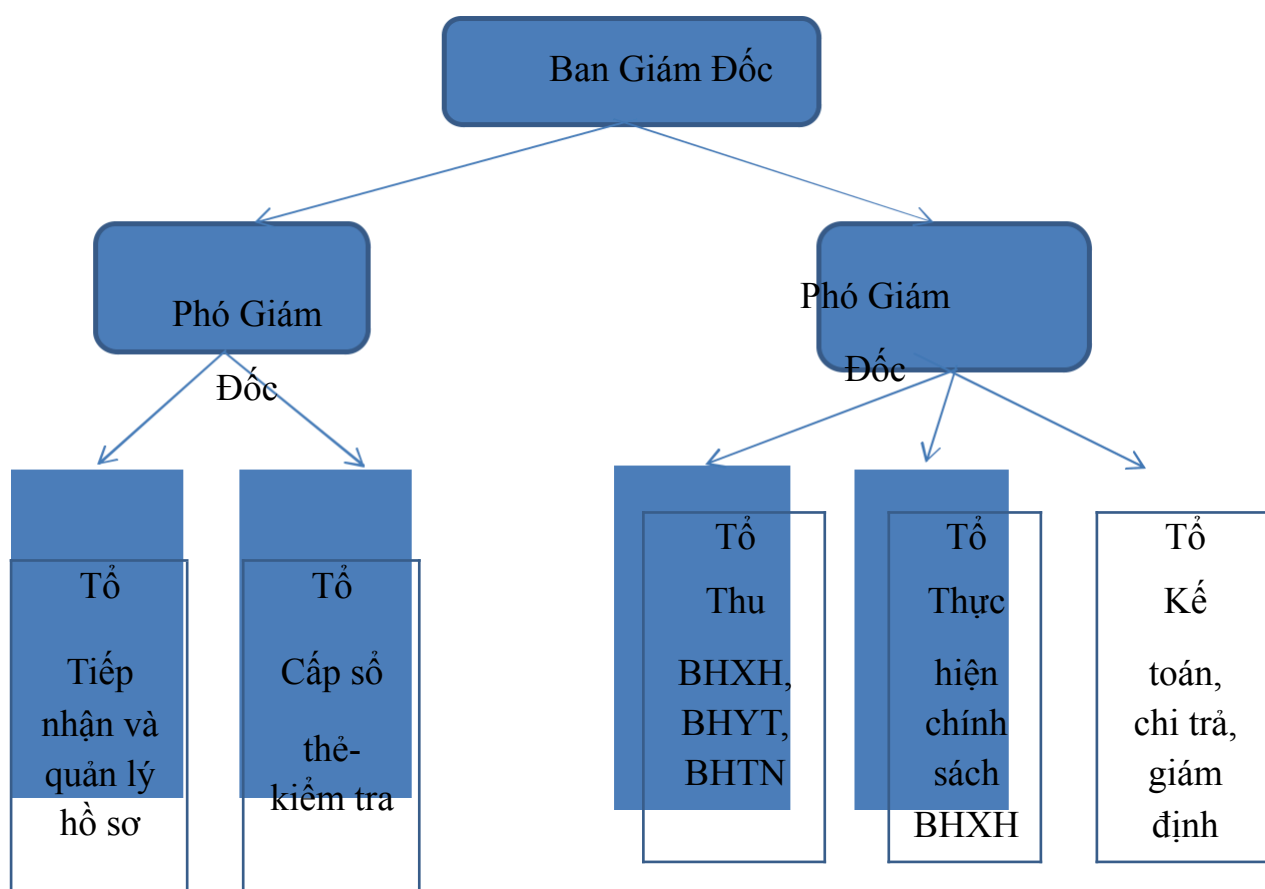 Ban Giám Đốc
Phó Giám
Đốc
Phó Giám
Đốc
Tổ
Tiếp
nhận và
quản lý
hồ sơ
Tổ
Cấp sổ
thẻ-
kiểm tra
Tổ
Thu
BHXH,
BHYT,
BHTN
Tổ
Thực
hiện
chính
sách
BHXH
Tổ
Kế
toán,
chi trả,
giám
định